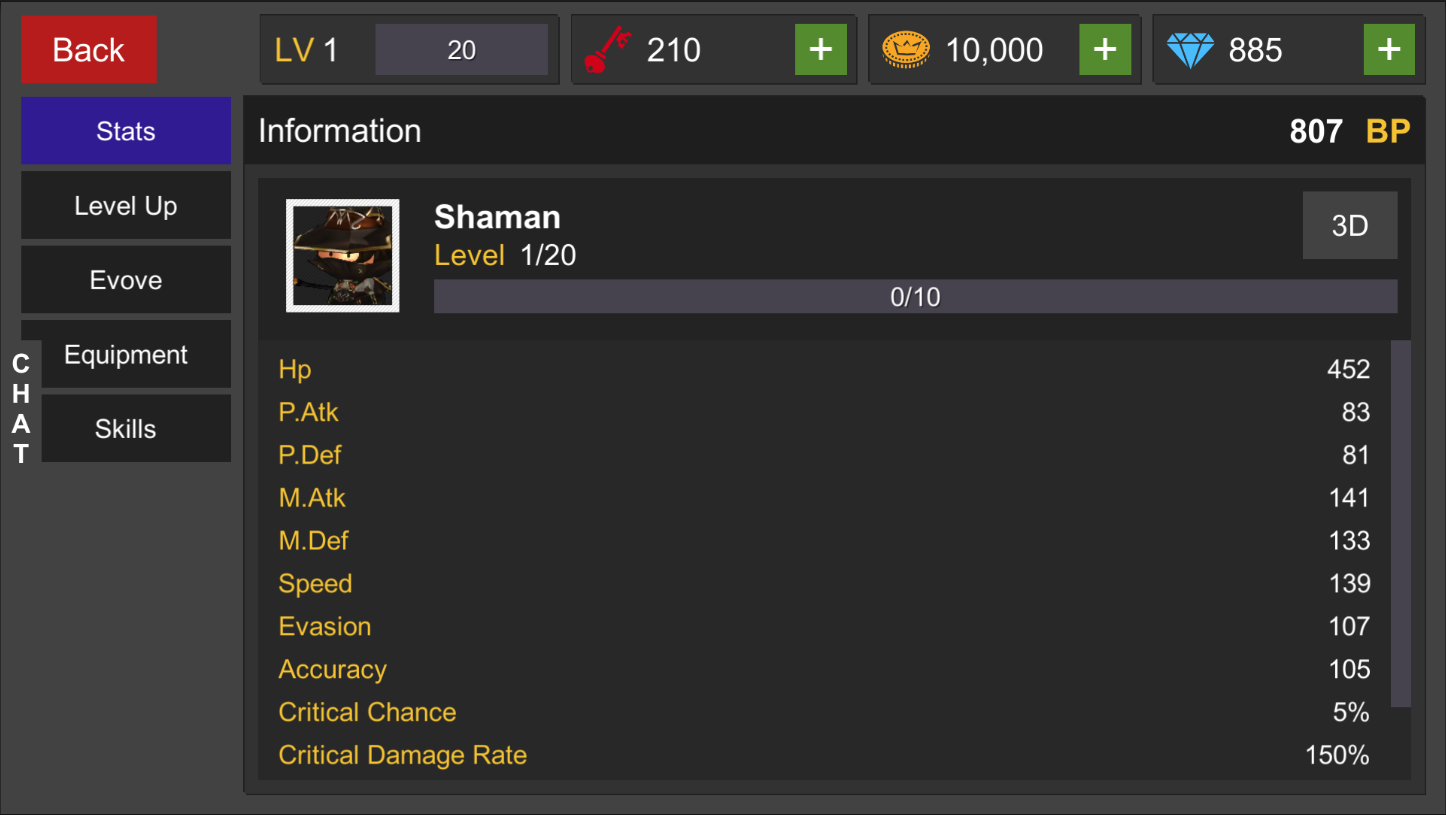 Back
LV 1
20
210
+
10,000
+
885
+
Stats
Level Up
Evove
Equipment
Skills
CHAT
Information
807 BP
Shaman
Level 1/20
3D
0/10
Hp 452
P.Atk 83
P.Def 81
M.Atk 141
M.Def 133
Speed 139
Evasion 107
Accuracy 105
Critical Chance 5%
Critical Damage Rate 150%